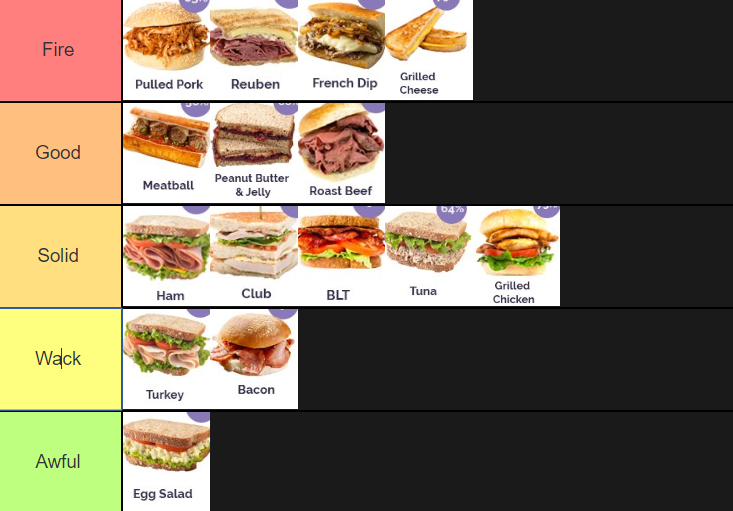 Fire
Pulled Pork
Reuben
French Dip
Grilled
Cheese
Good
Meatball
Peanut Butter
& Jelly
Roast Beef
Solid
64%
Ham
Club
BLT
Tuna
Grilled
Chicken
Wack
Turkey
Bacon
Awful
Egg Salad